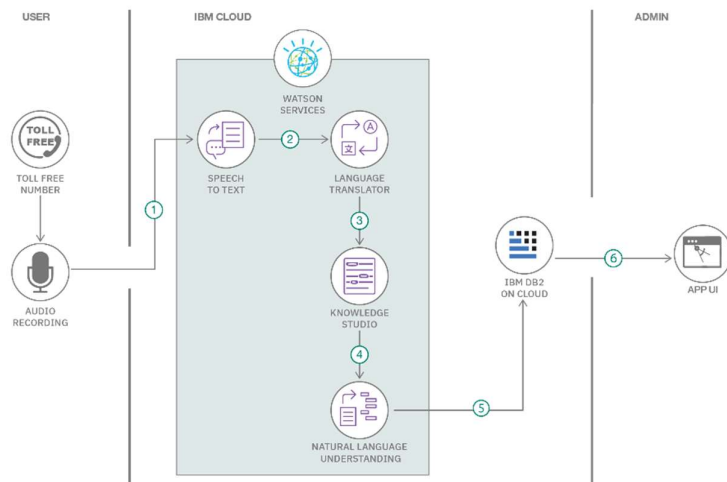 USER
IBM CLOUD
ADMIN
WATSON
SERVICES
TOLL
FREE
TOLL FREE
NUMBER
2
SPEECH
TO TEXT
A
文
LANGUAGE
TRANSLATOR
1
3
AUDIO
RECORDING
KNOWLEDGE
STUDIO
IBM DB2
ON CLOUD
6
APP UI
4
5
NATURAL LANGUAGE
UNDERSTANDING